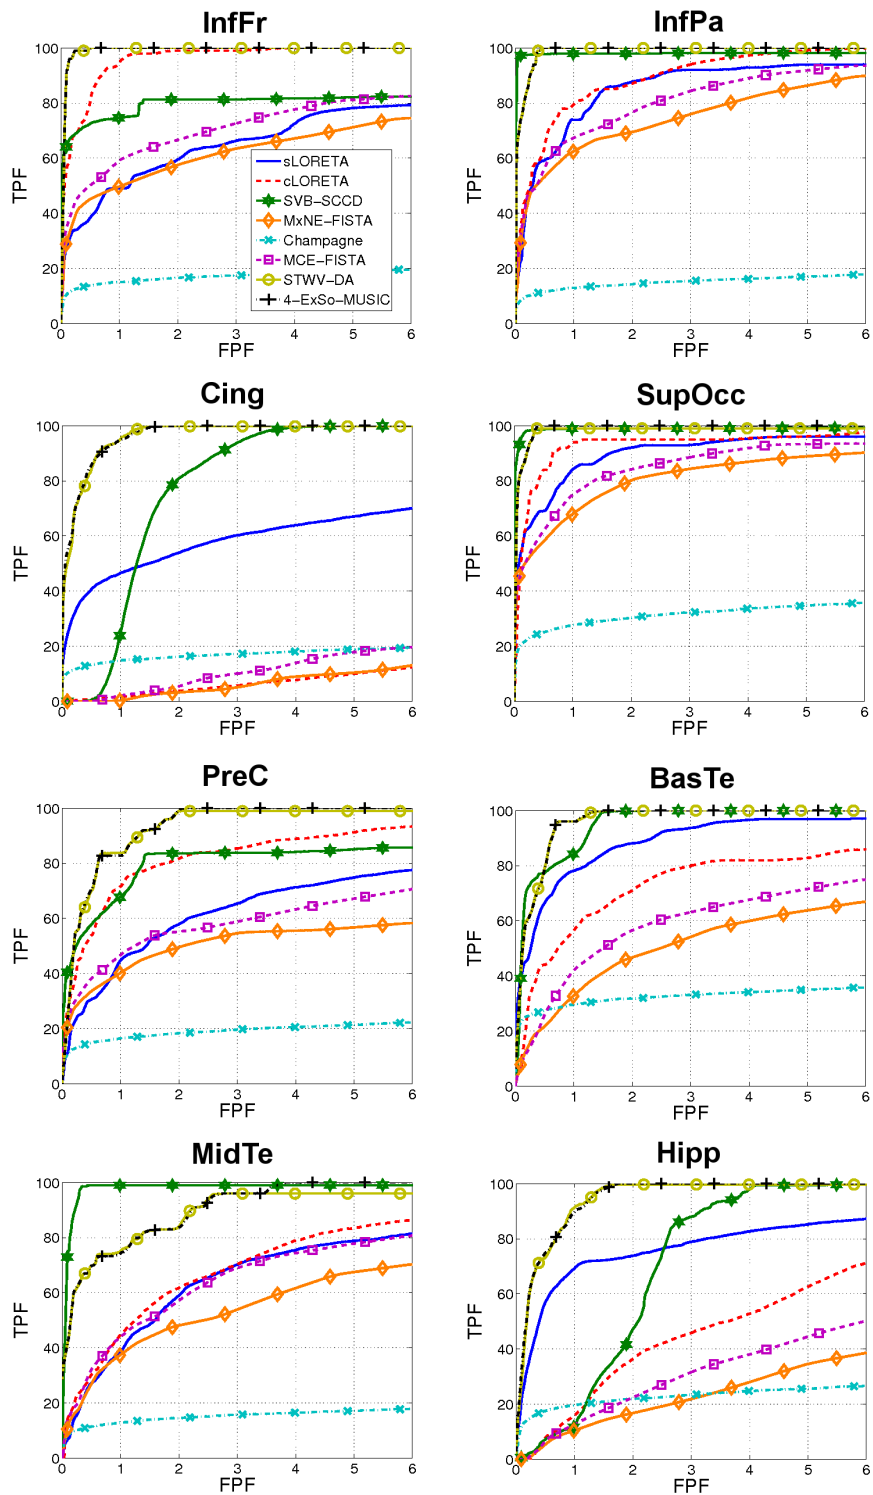 InfFr
100
80
60
40
20
0
TPF
0 1 2 3 4 5 6
FPF
sLORETA
cLORETA
SVB-SCCD
MxNE-FISTA
Champagne
MCE-FISTA
STWV-DA
4-ExSo-MUSIC
InfPa
100
80
60
40
20
0
TPF
0 1 2 3 4 5 6
FPF
Cing
100
80
60
40
20
0
TPF
0 1 2 3 4 5 6
FPF
SupOcc
100
80
60
40
20
0
TPF
0 1 2 3 4 5 6
FPF
PreC
100
80
60
40
20
0
TPF
0 1 2 3 4 5 6
FPF
BasTe
100
80
60
40
20
0
TPF
0 1 2 3 4 5 6
FPF
MidTe
100
80
60
40
20
0
TPF
0 1 2 3 4 5 6
FPF
Hipp
100
80
60
40
20
0
TPF
0 1 2 3 4 5 6
FPF